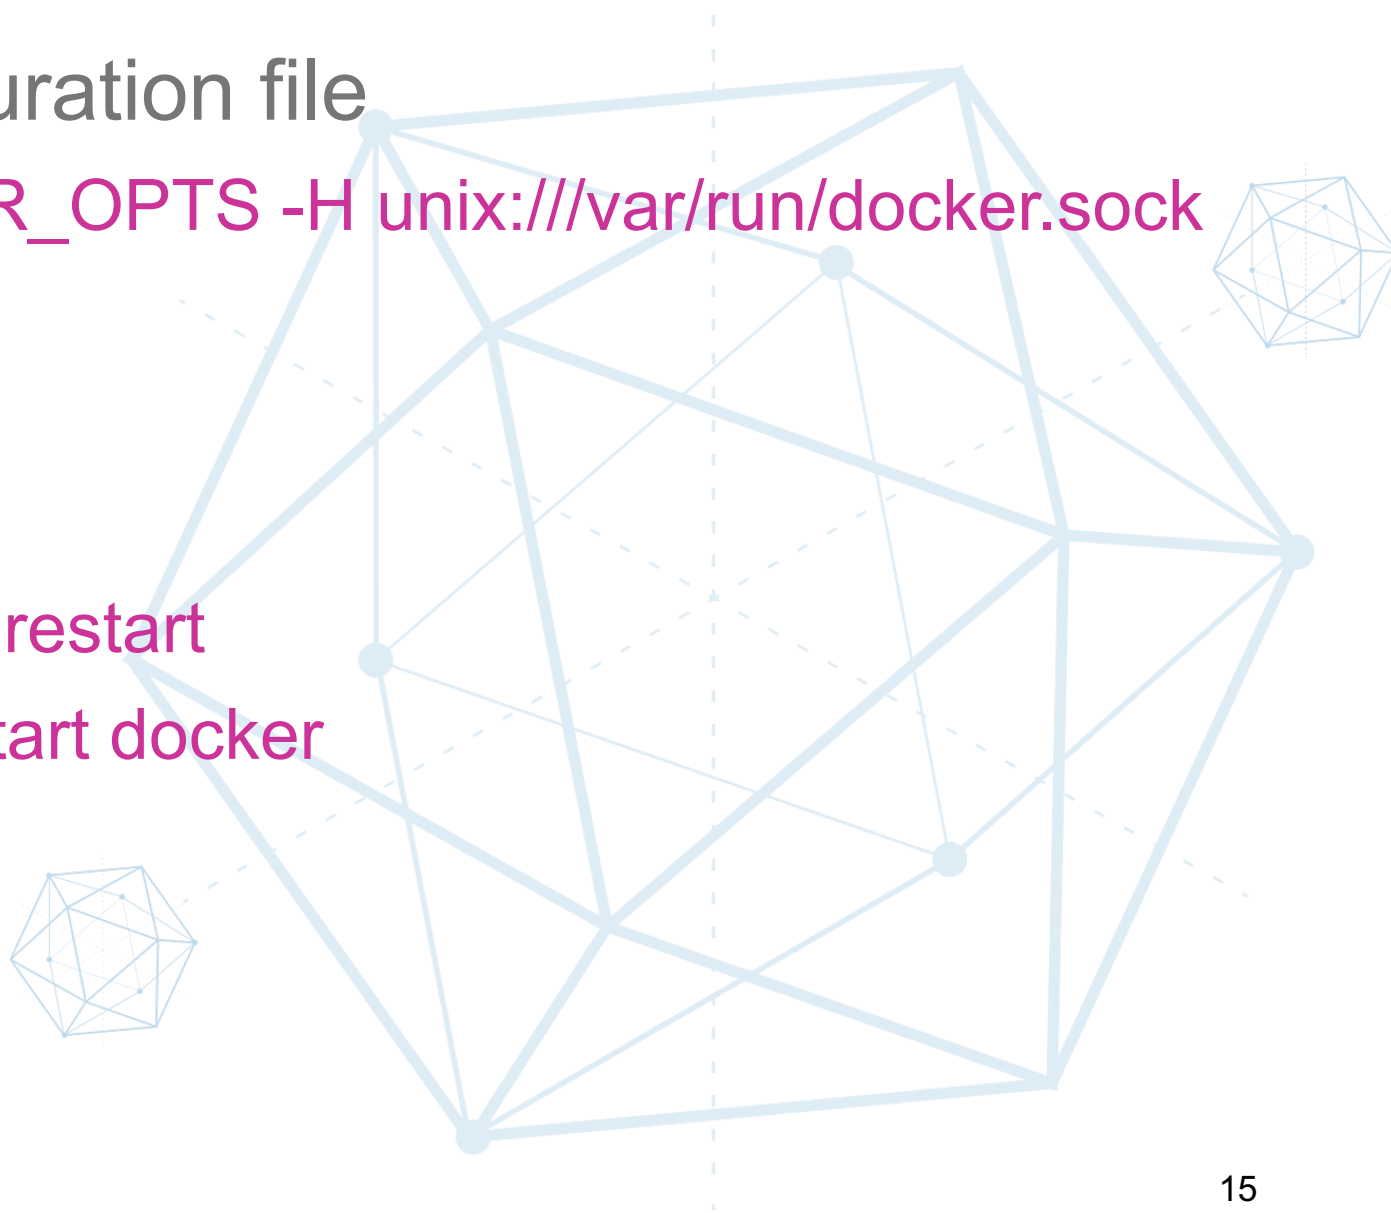 uration file
R_OPTS -H unix:///var/run/docker.sock
restart
tart docker
15